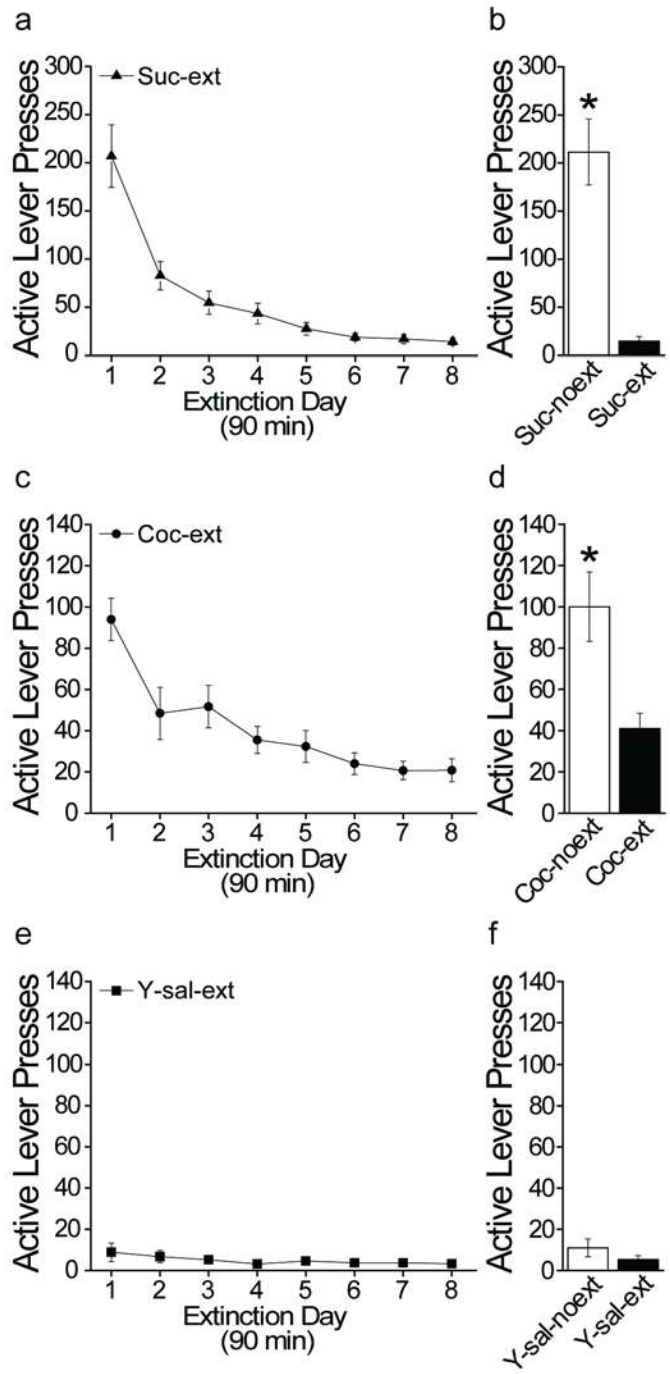 a
b
Active Lever Presses
300
250
200
150
100
50
0
Suc-ext
1 2 3 4 5 6 7 8
Extinction Day
(90 min)
Active Lever Presses
300
250
200
150
100
50
0
*
Suc-noext
Suc-ext
c
d
Active Lever Presses
140
120
100
80
60
40
20
0
Coc-ext
1 2 3 4 5 6 7 8
Extinction Day
(90 min)
Active Lever Presses
140
120
100
80
60
40
20
0
*
Coc-noext
Coc-ext
e
f
Active Lever Presses
140
120
100
80
60
40
20
0
Y-sal-ext
1 2 3 4 5 6 7 8
Extinction Day
(90 min)
Active Lever Presses
140
120
100
80
60
40
20
0
Y-sal-noext
Y-sal-ext